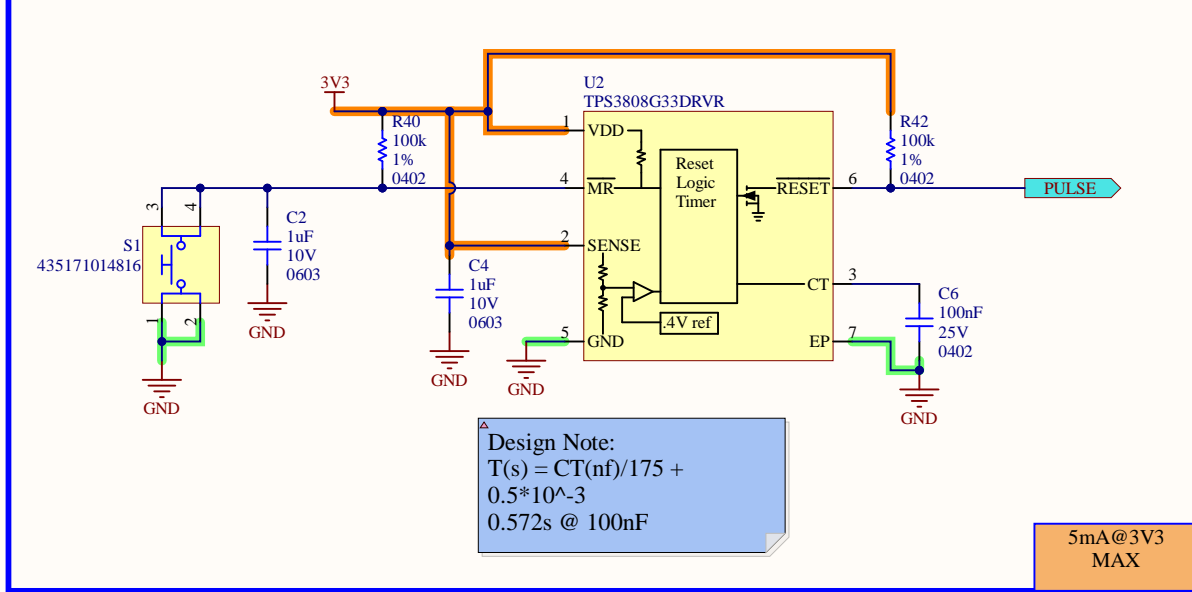 3V3
R40
100k
1%
0402
U2
TPS3808G33DRVR
R42
100k
1%
0402
1
VDD
4
MR
Reset
Logic
Timer
RESET
6
PULSE
3
4
S1
435171014816
1
2
GND
C2
1uF
10V
0603
GND
2
SENSE
C4
1uF
10V
0603
GND
.4V ref
5
GND
GND
3
CT
C6
100nF
25V
0402
EP
7
GND
Design Note:
T(s) = CT(nf)/175 +
0.5*10^-3
0.572s @ 100nF
5mA@3V3
MAX